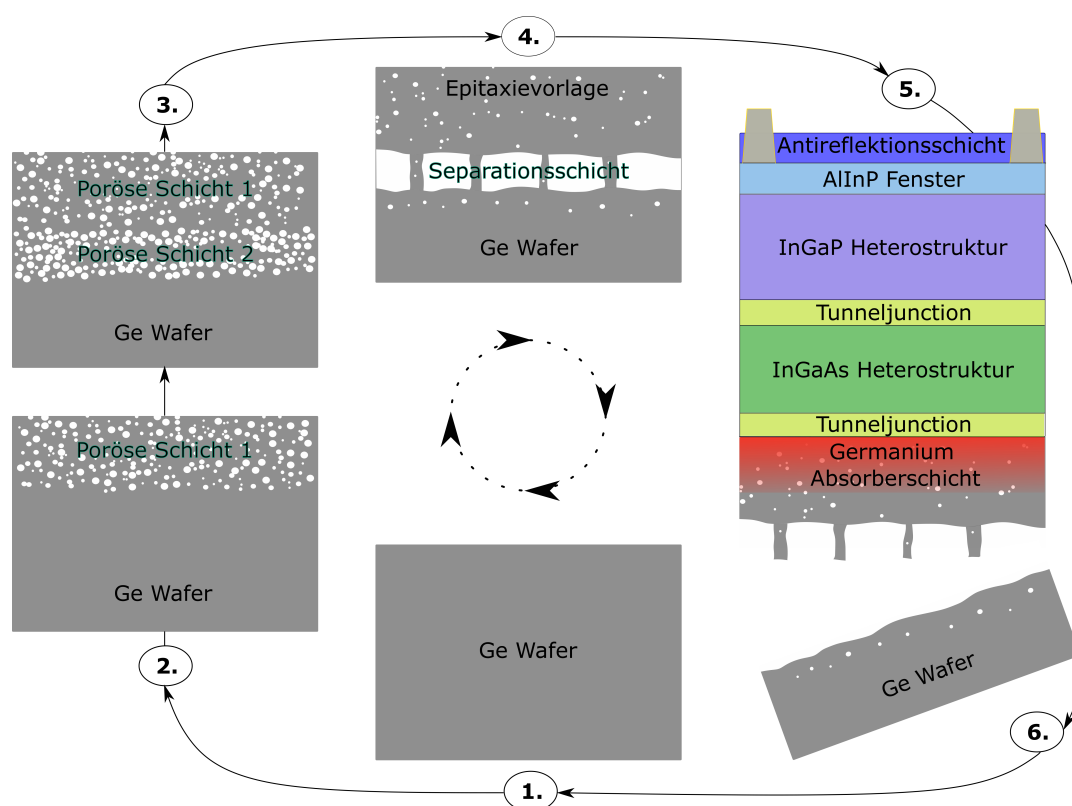 4.
5.
3.
Epitaxievorlage
Separationsschicht
Ge Wafer
Poröse Schicht 1
Poröse Schicht 2
Ge Wafer
Antireflektionsschicht
AlInP Fenster
InGaP Heterostruktur
Tunneljunction
InGaAs Heterostruktur
Tunneljunction
Germanium
Absorberschicht
Poröse Schicht 1
Ge Wafer
2.
Ge Wafer
Ge Wafer
6.
1.